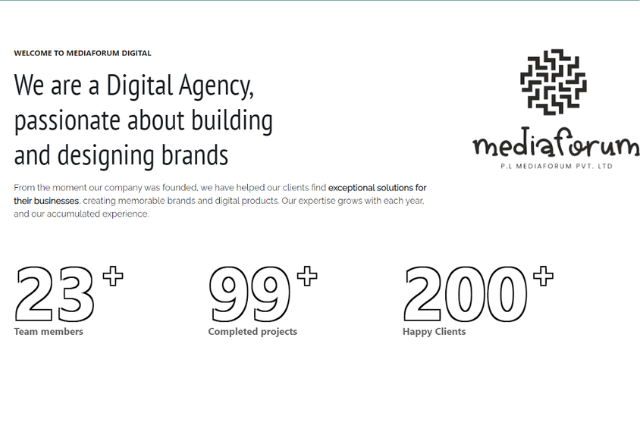 WELCOME TO MEDIAFORUM DIGITAL
We are a Digital Agency,
passionate about building
and designing brands
From the moment our company was founded, we have helped our clients find exceptional solutions for
their businesses, creating memorable brands and digital products. Our expertise grows with each year,
and our accumulated experience.
mediaforum
P.L MEDIAFORUM PVT. LTD
23+ 99+ 200+
Team members Completed projects Happy Clients